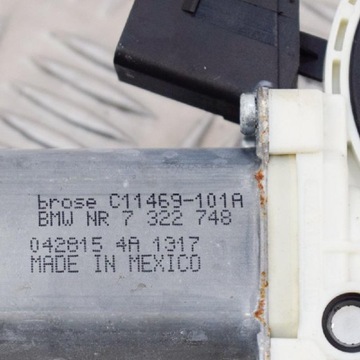 brose C11469-101A
BMW NR 7 322 748
042815 4A 1317
MADE IN MEXICO